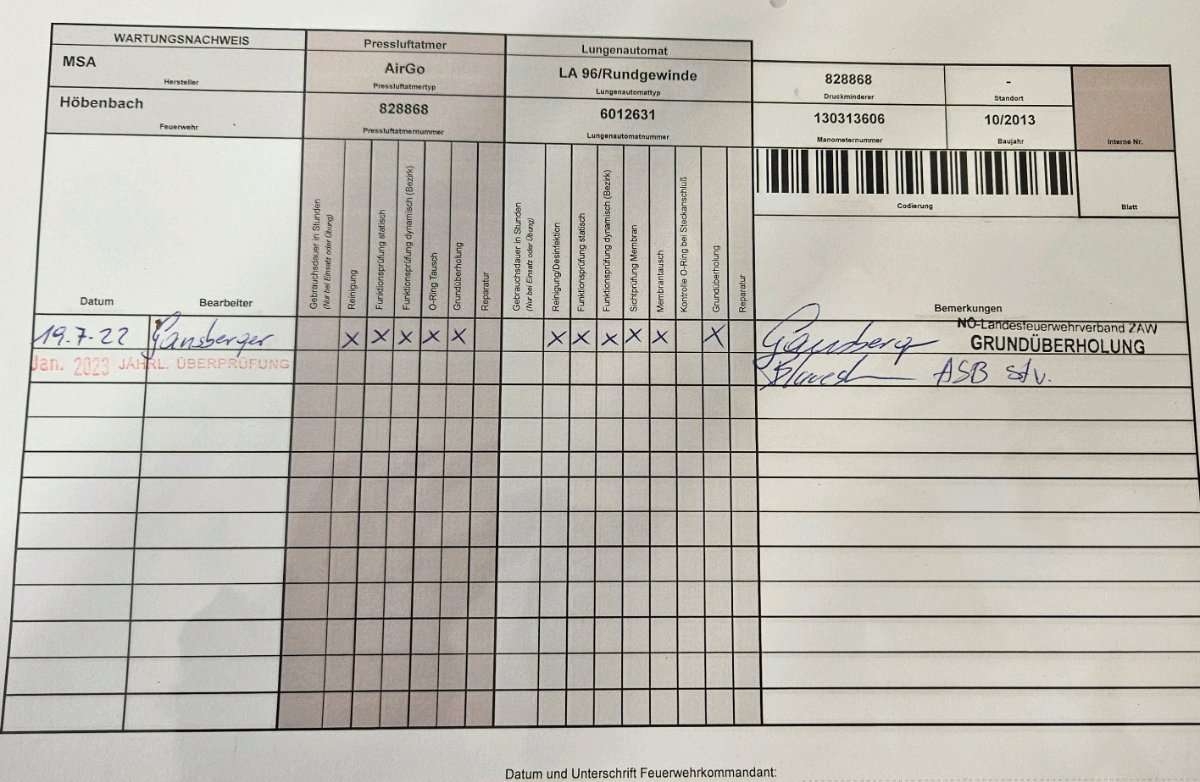 WARTUNGSNACHWEIS
MSA
Hersteller
Höbenbach
Feuerwehr
Pressluftatmer
AirGo
Pressluftatmertyp
828868
Pressluftatmernummer
Lungenautomat
LA 96/Rundgewinde
Lungenautomattyp
6012631
Lungenautomatnummer
828868
Druckminderer
-
Standort
130313606
Manometernummer
10/2013
Baujahr
Interne Nr.
Codierung
Blatt
Datum
Bearbeiter
Gebrauchsdauer in Stunden
(Nur bei Einsatz oder Übung)
Reinigung
Funktionsprüfung statisch
Funktionsprüfung dynamisch (Bezirk)
O-Ring Tausch
Grundüberholung
Reparatur
Gebrauchsdauer in Stunden
(Nur bei Einsatz oder Übung)
Reinigung/Desinfektion
Funktionsprüfung statisch
Funktionsprüfung dynamisch (Bezirk)
Sichtprüfung Membran
Membrantausch
Kontrolle O-Ring bei Steckanschluß
Grundüberholung
Reparatur
Bemerkungen
19.7.22 Gansberger X X X X X X X X X X X
NÖ-Landesfeuerwehrverband ZAW
GRUNDÜBERHOLUNG
Jan. 2023 JÄHRL. ÜBERPRÜFUNG
ASB stv.
Datum und Unterschrift Feuerwehrkommandant: